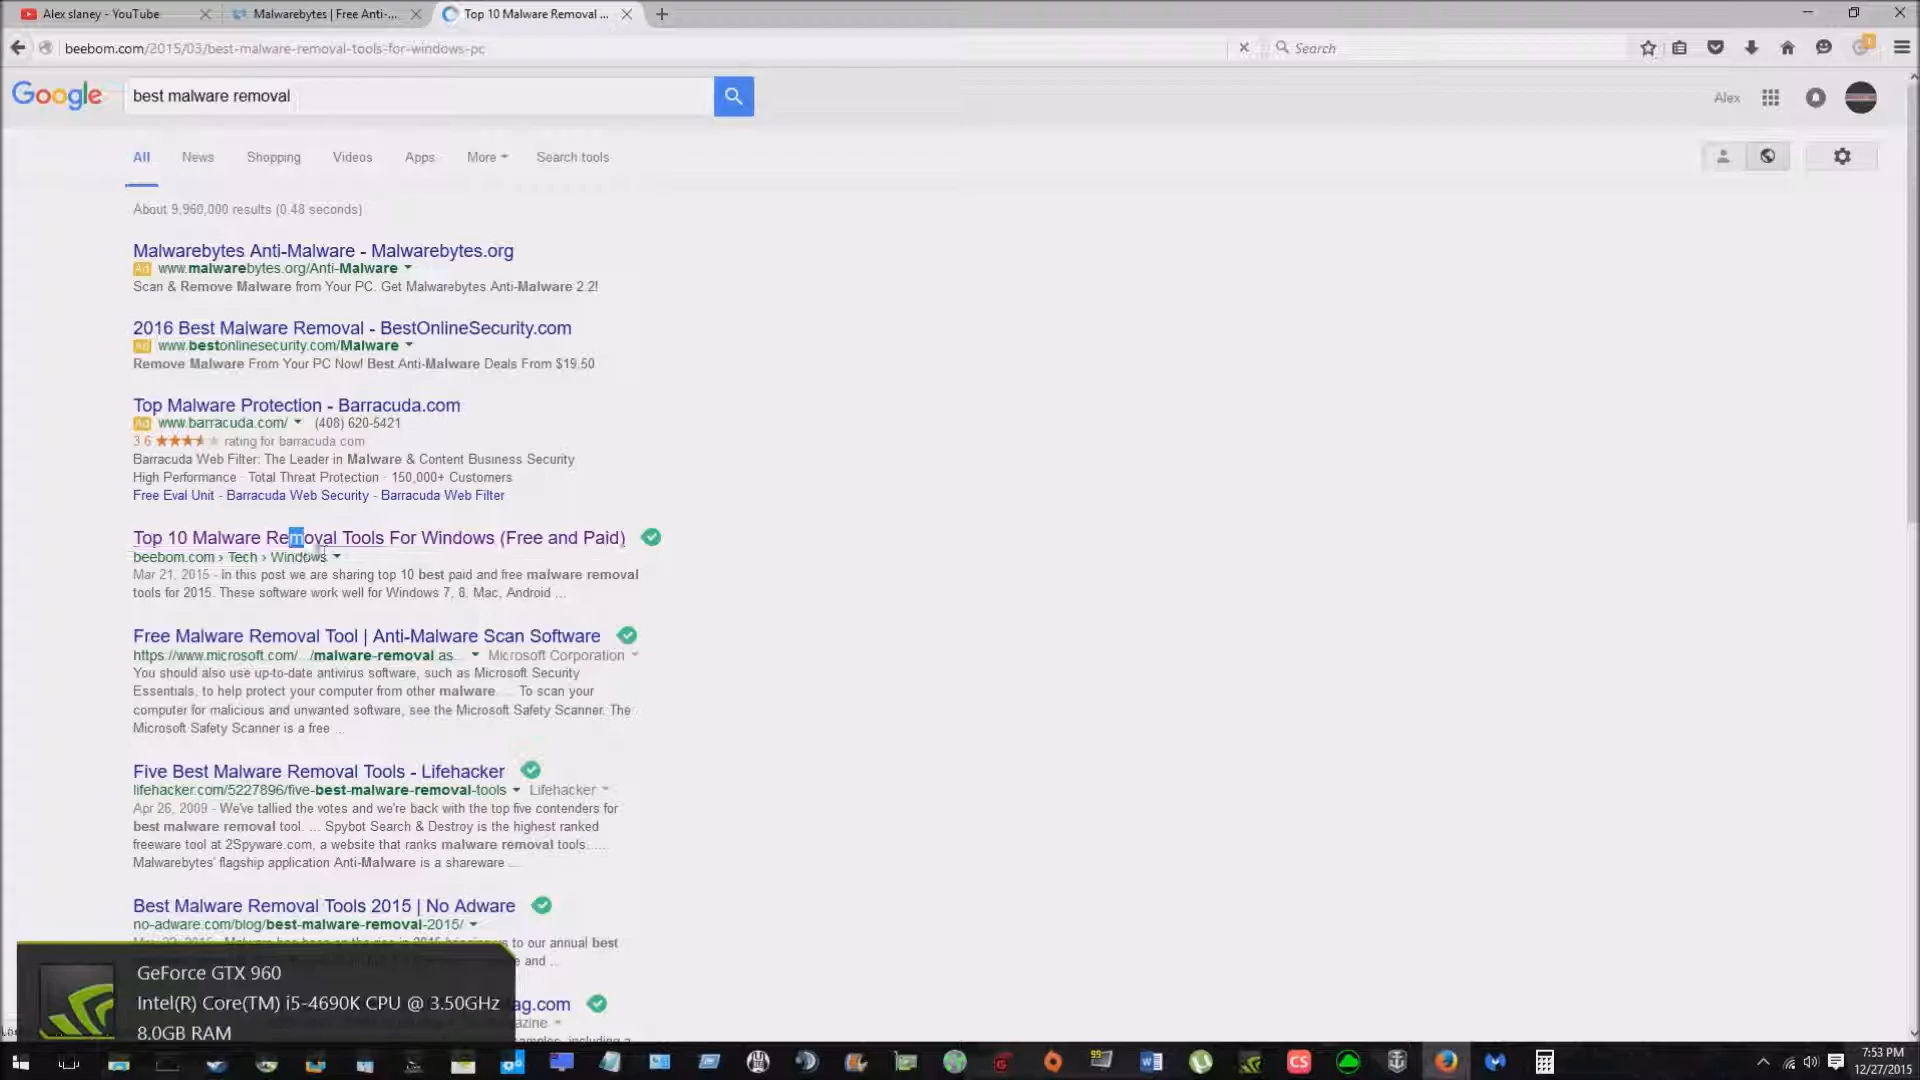 Alex slaney - YouTube
Malwarebytes | Free Anti-...
Top 10 Malware Removal ...
beebom.com/2015/03/best-malware-removal-tools-for-windows-pc
Search
Google
best malware removal
Alex
All
News
Shopping
Videos
Apps
More
Search tools
About 9,960,000 results (0.48 seconds)
Malwarebytes Anti-Malware - Malwarebytes.org
Ad www.malwarebytes.org/Anti-Malware
Scan & Remove Malware from Your PC. Get Malwarebytes Anti-Malware 2.2!
2016 Best Malware Removal - BestOnlineSecurity.com
Ad www.bestonlinesecurity.com/Malware
Remove Malware From Your PC Now! Best Anti-Malware Deals From $19.50
Top Malware Protection - Barracuda.com
Ad www.barracuda.com/ (408) 620-5421
3.6 rating for barracuda.com
Barracuda Web Filter: The Leader in Malware & Content Business Security
High Performance · Total Threat Protection · 150,000+ Customers
Free Eval Unit - Barracuda Web Security - Barracuda Web Filter
Top 10 Malware Removal Tools For Windows (Free and Paid)
beebom.com › Tech › Windows
Mar 21, 2015 - In this post we are sharing top 10 best paid and free malware removal
tools for 2015. These software work well for Windows 7, 8, Mac, Android ...
Free Malware Removal Tool | Anti-Malware Scan Software
https://www.microsoft.com/.../malware-removal.as... Microsoft Corporation
You should also use up-to-date antivirus software, such as Microsoft Security
Essentials, to help protect your computer from other malware. ... To scan your
computer for malicious and unwanted software, see the Microsoft Safety Scanner. The
Microsoft Safety Scanner is a free ...
Five Best Malware Removal Tools - Lifehacker
lifehacker.com/5227896/five-best-malware-removal-tools Lifehacker
Apr 26, 2009 - We've tallied the votes and we're back with the top five contenders for
best malware removal tool. ... Spybot Search & Destroy is the highest ranked
freeware tool at 2Spyware.com, a website that ranks malware removal tools. ...
Malwarebytes' flagship application Anti-Malware is a shareware ...
Best Malware Removal Tools 2015 | No Adware
no-adware.com/blog/best-malware-removal-2015/
to our annual best
and ...
ag.com
azine
GeForce GTX 960
Intel(R) Core(TM) i5-4690K CPU @ 3.50GHz
8.0GB RAM
7:53 PM
12/27/2015